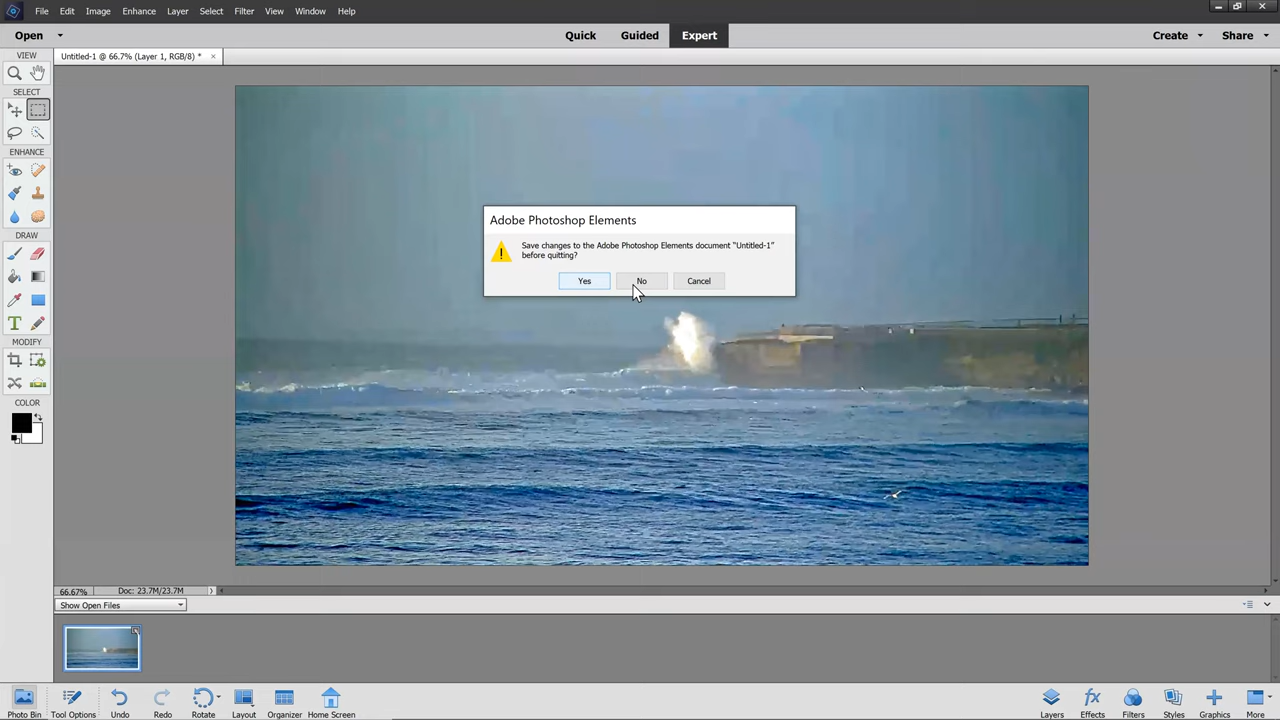 File Edit Image Enhance Layer Select Filter View Window Help
Open Quick Guided Expert Create Share
VIEW Untitled-1 @ 66.7% (Layer 1, RGB/8) * ×
SELECT
Adobe Photoshop Elements
Save changes to the Adobe Photoshop Elements document “Untitled-1”
before quitting?
Yes No Cancel
ENHANCE
DRAW
T
MODIFY
COLOR
66.67% Doc: 23.7M/23.7M
Show Open Files
Photo Bin Tool Options Undo Redo Rotate Layout Organizer Home Screen Layers Effects Filters Styles Graphics More